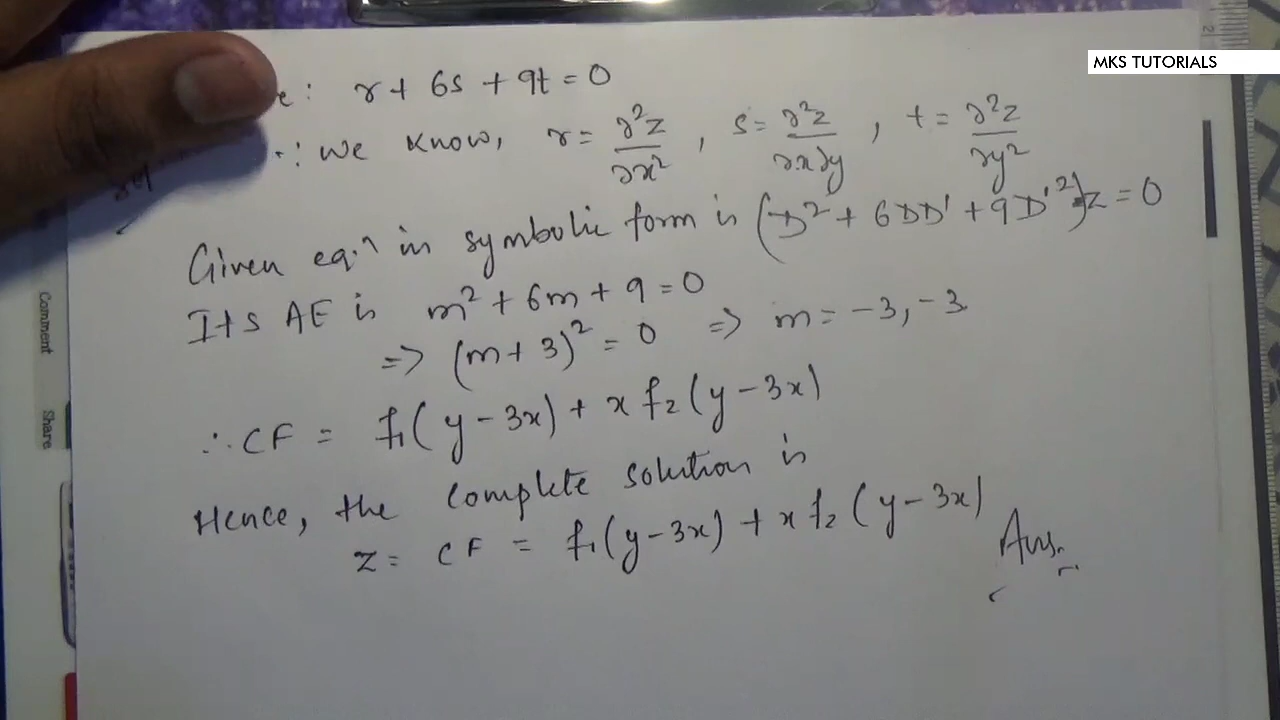 MKS TUTORIALS
e: r + 6s + 9t = 0
∵ we know, r = ∂²z/∂x², s = ∂²z/∂x∂y, t = ∂²z/∂y²
Given eq.ⁿ in symbolic form is (D² + 6DD' + 9D'²)z = 0
Its AE is m² + 6m + 9 = 0
=> (m + 3)² = 0 => m = -3, -3
∴ CF = f₁(y - 3x) + x f₂(y - 3x)
Hence, the complete solution is
z = CF = f₁(y - 3x) + x f₂(y - 3x)
Ans.
Comment
Share
2